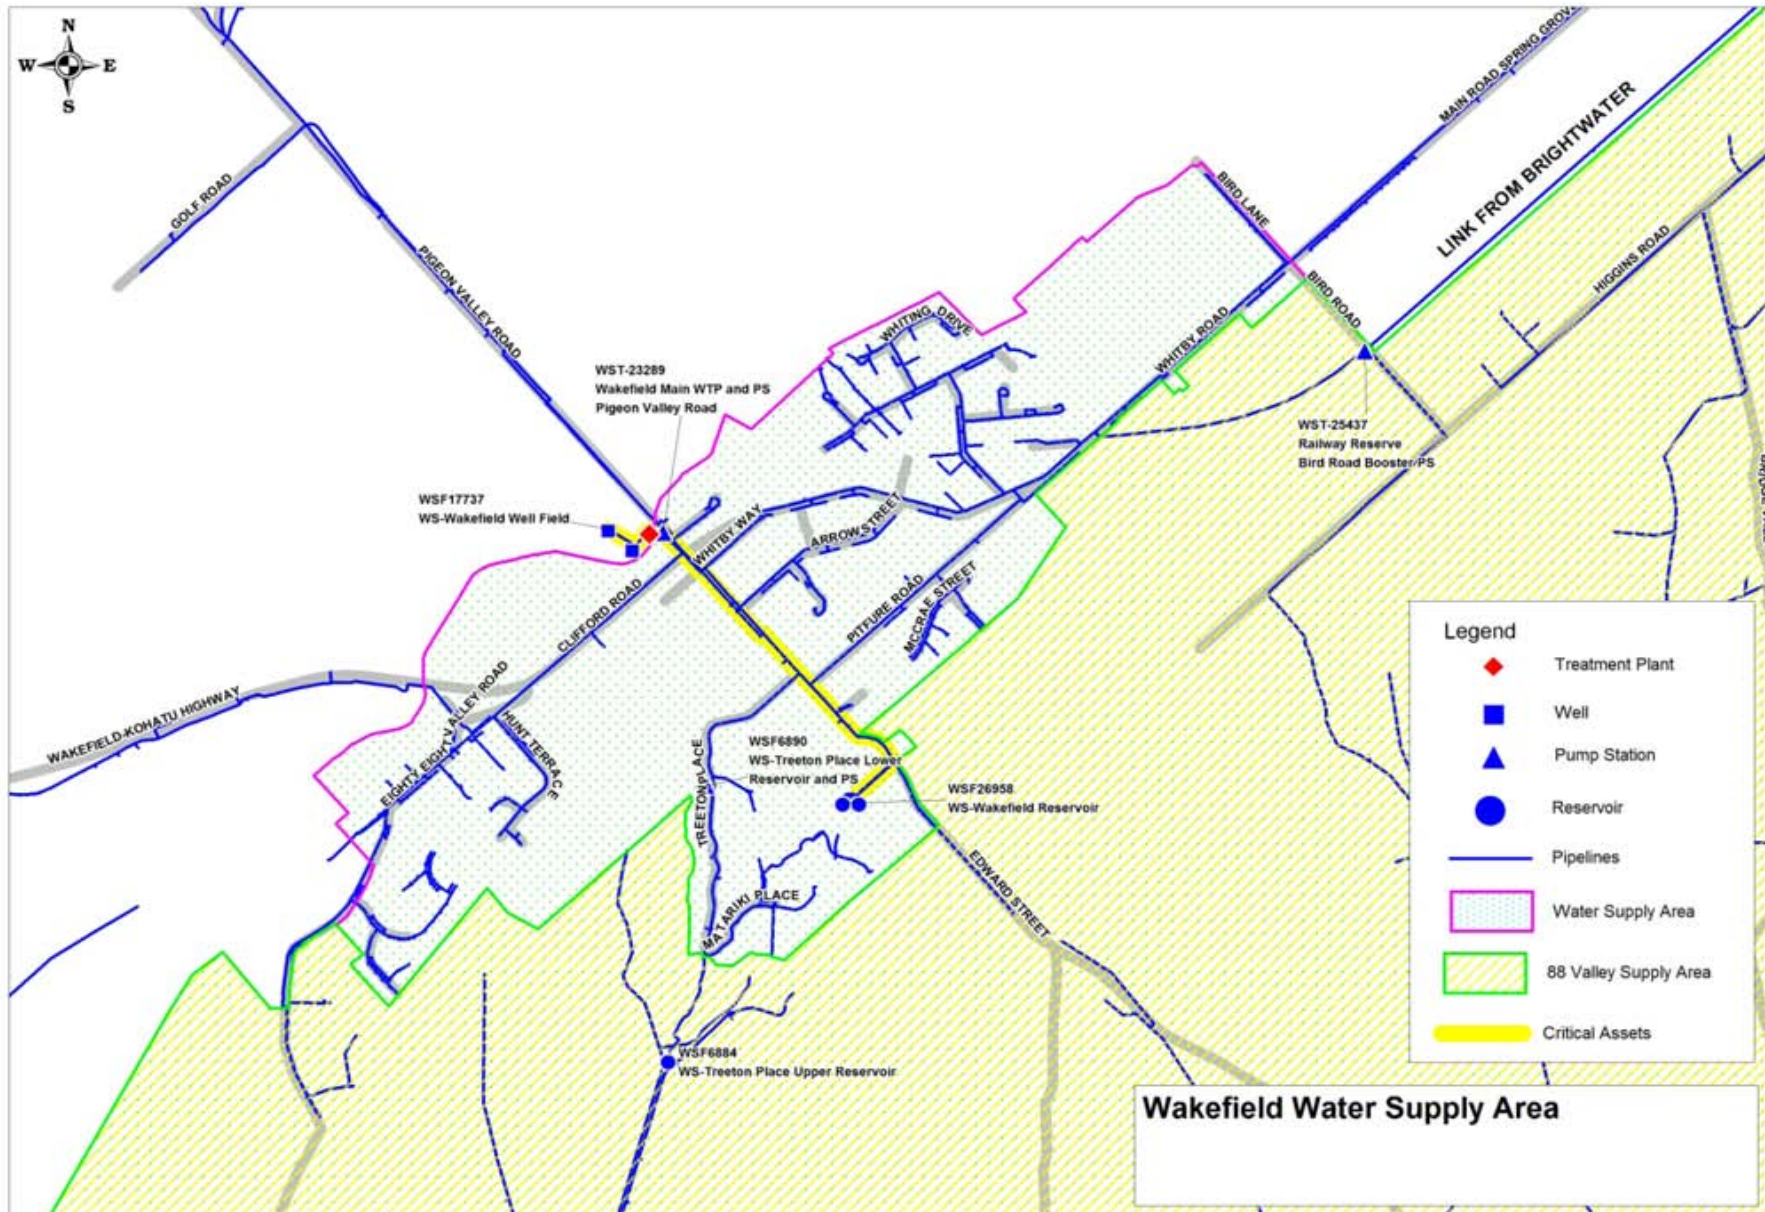 N
W E
S
MAIN ROAD SPRING GROVE
LINK FROM BRIGHTWATER
BIRD LANE
GOLF ROAD
HIGGINS ROAD
PIGEON VALLEY ROAD
BIRD ROAD
WHITING DRIVE
WHITBY ROAD
WST-23289
Wakefield Main WTP and PS
Pigeon Valley Road
WST-25437
Railway Reserve
Bird Road Booster PS
WSF17737
WS-Wakefield Well Field
WHITBY WAY
ARROW STREET
CLIFFORD ROAD
PITFURE ROAD
MCCRAE STREET
WAKEFIELD-KOHATU HIGHWAY
EIGHTY EIGHT VALLEY ROAD
HUNT TERRACE
TREETON PLACE
WSF6890
WS-Treeton Place Lower
Reservoir and PS
WSF26958
WS-Wakefield Reservoir
MATARIKI PLACE
EDWARD STREET
WSF6884
WS-Treeton Place Upper Reservoir
Legend
Treatment Plant
Well
Pump Station
Reservoir
Pipelines
Water Supply Area
88 Valley Supply Area
Critical Assets
Wakefield Water Supply Area